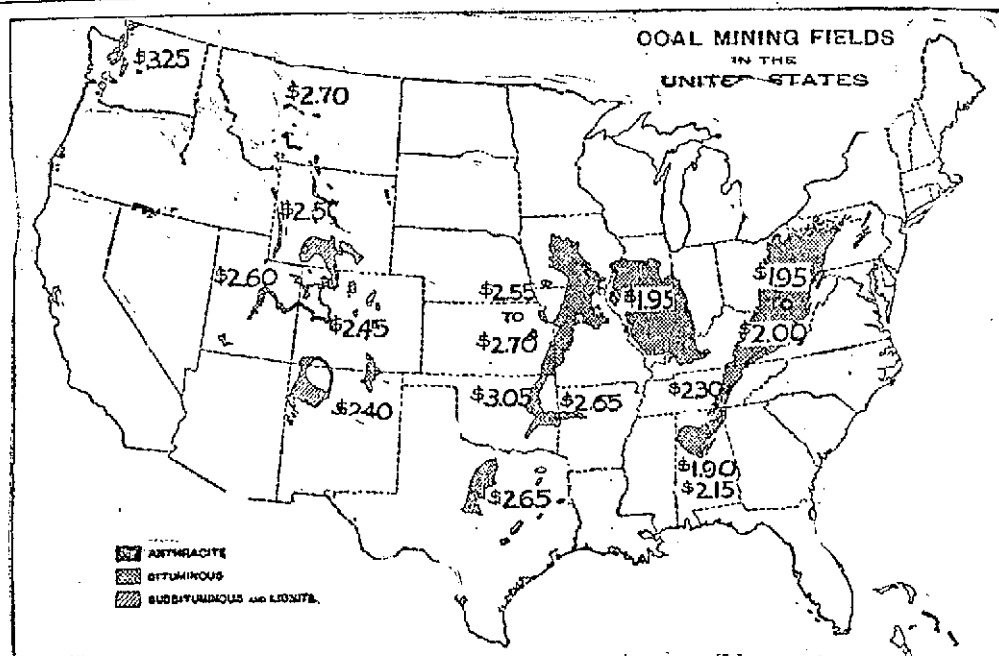 COAL MINING FIELDS
IN THE
UNITED STATES
$3.25
$2.70
$2.50
$2.60
$2.45
$2.40
$2.55
TO
$2.70
$1.95
$1.95
TO
$2.00
$3.05
$2.65
$2.30
$1.90
$2.15
$2.65
ANTHRACITE
BITUMINOUS
SUBBITUMINOUS AND LIGNITE.